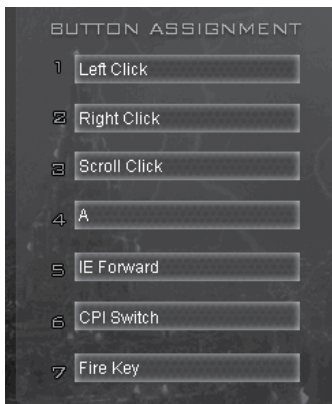 BUTTON ASSIGNMENT
1 Left Click
2 Right Click
3 Scroll Click
4 A
5 IE Forward
6 CPI Switch
7 Fire Key